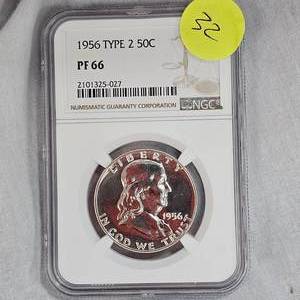 32
1956 TYPE 2 50C
PF 66
2101325-027
NUMISMATIC GUARANTY CORPORATION
NGC
LIBERTY
1956
IN GOD WE TRUST